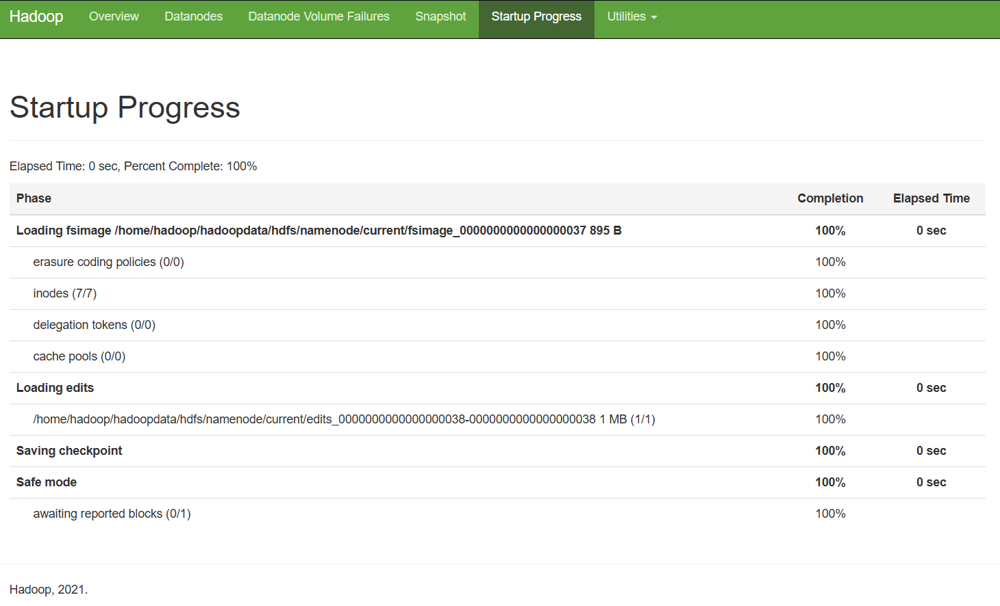 Hadoop Overview Datanodes Datanode Volume Failures Snapshot Startup Progress Utilities
Startup Progress
Elapsed Time: 0 sec, Percent Complete: 100%
Phase Completion Elapsed Time
Loading fsimage /home/hadoop/hadoopdata/hdfs/namenode/current/fsimage_0000000000000000037 895 B 100% 0 sec
erasure coding policies (0/0) 100%
inodes (7/7) 100%
delegation tokens (0/0) 100%
cache pools (0/0) 100%
Loading edits 100% 0 sec
/home/hadoop/hadoopdata/hdfs/namenode/current/edits_0000000000000000038-0000000000000000038 1 MB (1/1) 100%
Saving checkpoint 100% 0 sec
Safe mode 100% 0 sec
awaiting reported blocks (0/1) 100%
Hadoop, 2021.